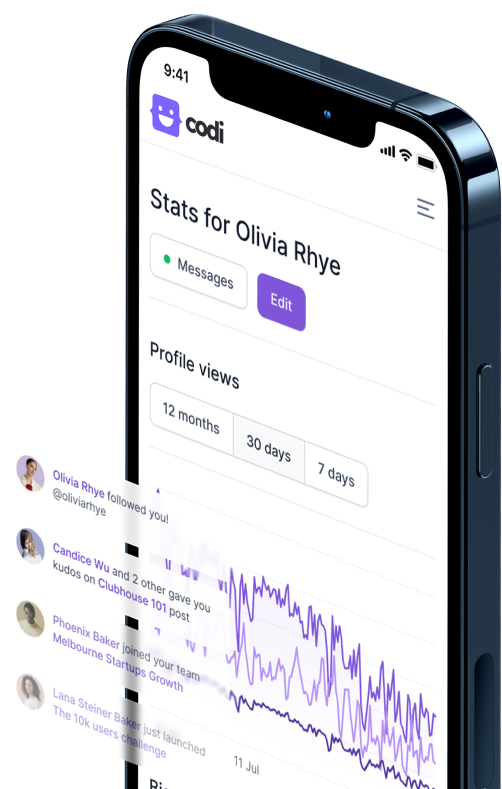 9:41
codi
Stats for Olivia Rhye
Messages
Edit
Profile views
12 months
30 days
7 days
Olivia Rhye followed you!
@oliviarhye
Candice Wu and 2 other gave you
kudos on Clubhouse 101 post
Phoenix Baker joined your team
Melbourne Startups Growth
Lana Steiner Baker just launched
The 10k users challenge
11 Jul